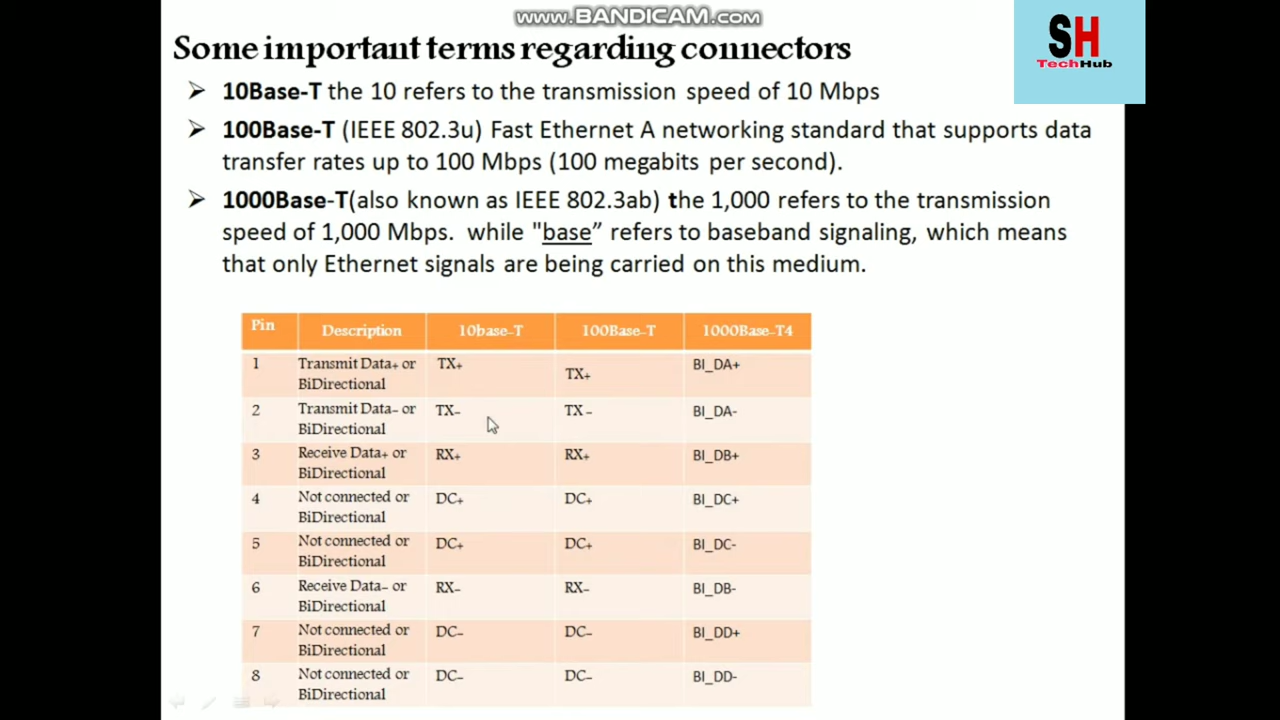 www.BANDICAM.com
SH
TechHub
Some important terms regarding connectors
10Base-T the 10 refers to the transmission speed of 10 Mbps
100Base-T (IEEE 802.3u) Fast Ethernet A networking standard that supports data
transfer rates up to 100 Mbps (100 megabits per second).
1000Base-T(also known as IEEE 802.3ab) the 1,000 refers to the transmission
speed of 1,000 Mbps. while "base” refers to baseband signaling, which means
that only Ethernet signals are being carried on this medium.
Pin Description 10base-T 100Base-T 1000Base-T4
1 Transmit Data+ or TX+ TX+ BI_DA+
BiDirectional
2 Transmit Data- or TX- TX - BI_DA-
BiDirectional
3 Receive Data+ or RX+ RX+ BI_DB+
BiDirectional
4 Not connected or DC+ DC+ BI_DC+
BiDirectional
5 Not connected or DC+ DC+ BI_DC-
BiDirectional
6 Receive Data- or RX- RX- BI_DB-
BiDirectional
7 Not connected or DC- DC- BI_DD+
BiDirectional
8 Not connected or DC- DC- BI_DD-
BiDirectional